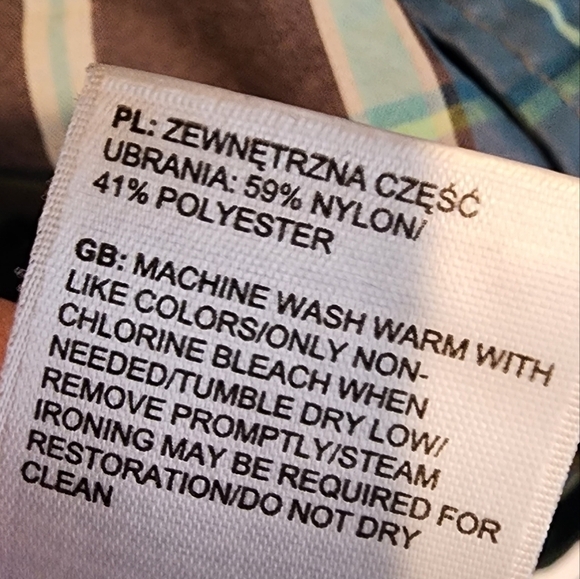 PL: ZEWNĘTRZNA CZĘŚĆ
UBRANIA: 59% NYLON/
41% POLYESTER
GB: MACHINE WASH WARM WITH
LIKE COLORS/ONLY NON-
CHLORINE BLEACH WHEN
NEEDED/TUMBLE DRY LOW/
REMOVE PROMPTLY/STEAM
IRONING MAY BE REQUIRED FOR
RESTORATION/DO NOT DRY
CLEAN